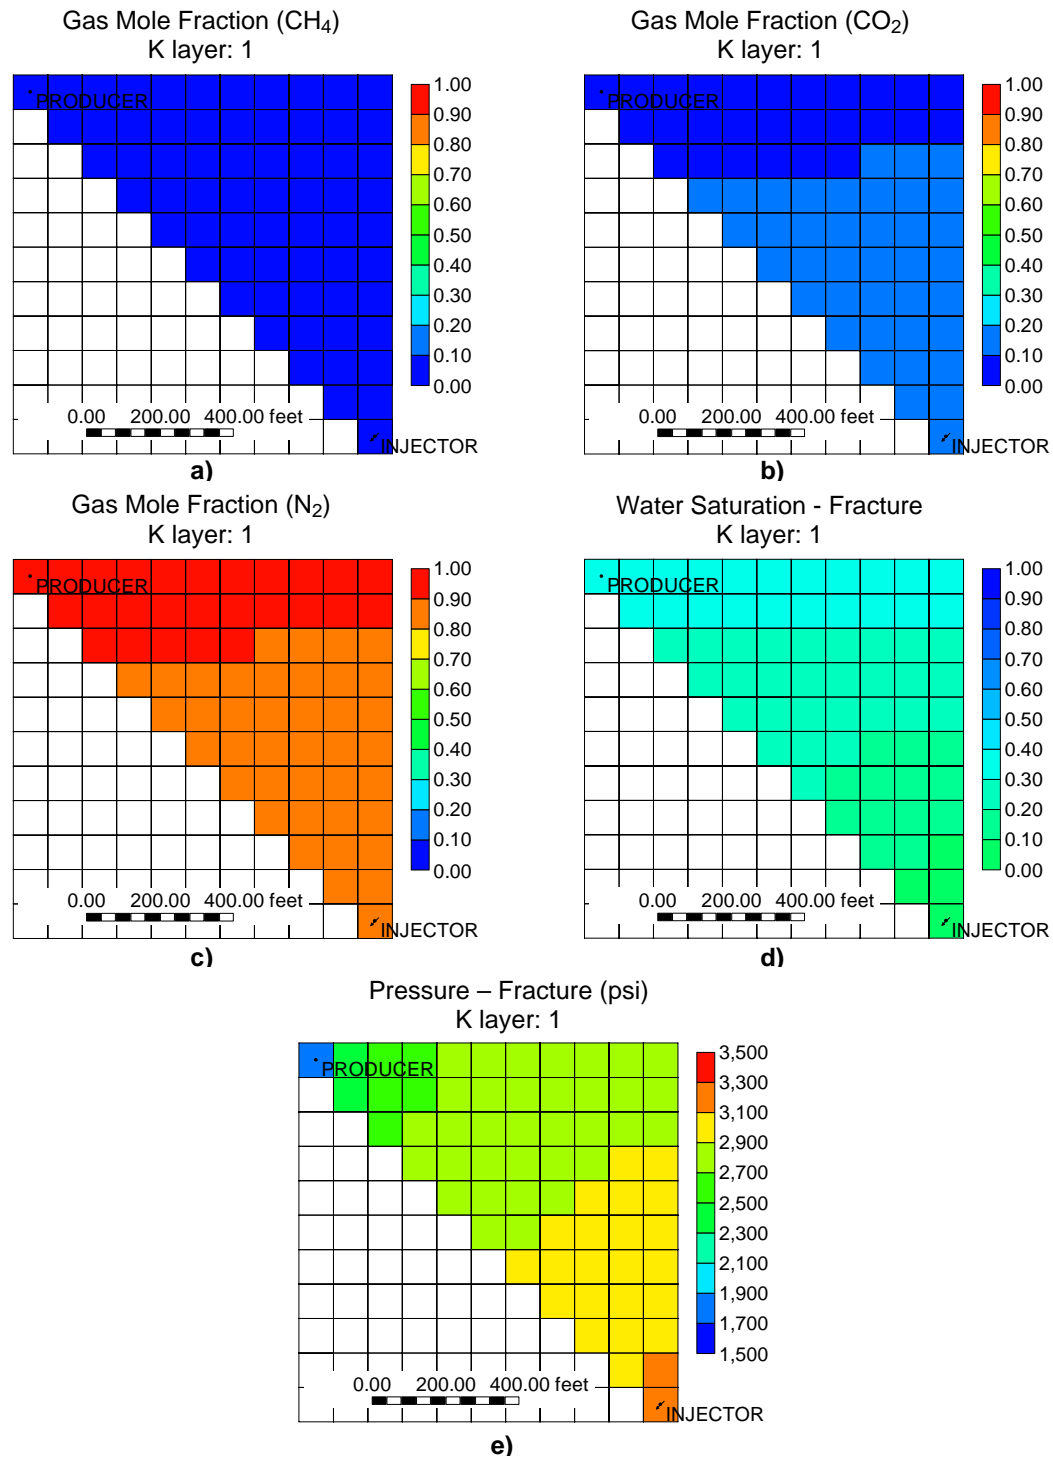 Gas Mole Fraction (CH4)
K layer: 1
PRODUCER
1.00
0.90
0.80
0.70
0.60
0.50
0.40
0.30
0.20
0.10
0.00
0.00 200.00 400.00 feet
INJECTOR
a)
Gas Mole Fraction (CO2)
K layer: 1
PRODUCER
1.00
0.90
0.80
0.70
0.60
0.50
0.40
0.30
0.20
0.10
0.00
0.00 200.00 400.00 feet
INJECTOR
b)
Gas Mole Fraction (N2)
K layer: 1
PRODUCER
1.00
0.90
0.80
0.70
0.60
0.50
0.40
0.30
0.20
0.10
0.00
0.00 200.00 400.00 feet
INJECTOR
c)
Water Saturation - Fracture
K layer: 1
PRODUCER
1.00
0.90
0.80
0.70
0.60
0.50
0.40
0.30
0.20
0.10
0.00
0.00 200.00 400.00 feet
INJECTOR
d)
Pressure – Fracture (psi)
K layer: 1
PRODUCER
3,500
3,300
3,100
2,900
2,700
2,500
2,300
2,100
1,900
1,700
1,500
0.00 200.00 400.00 feet
INJECTOR
e)